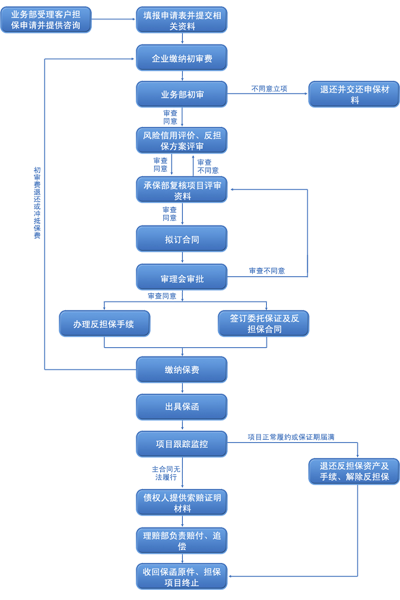 业务部受理客户担
保申请并提供咨询
填报申请表并提交相
关资料
企业缴纳初审费
业务部初审
不同意立项
退还并交还申保材
料
审查
同意
风险信用评价、反担
保方案评审
审查
同意
审查
不同意
承保部复核项目评审
资料
审查
同意
初审费退还或冲抵保费
拟订合同
审理会审批
审查不同意
审查同意
办理反担保手续
签订委托保证及反
担保合同
缴纳保费
出具保函
项目跟踪监控
项目正常履约或保证期届满
主合同无
法履行
退还反担保资产及
手续、解除反担保
债权人提供索赔证明
材料
理赔部负责赔付、追
偿
收回保函原件、担保
项目终止